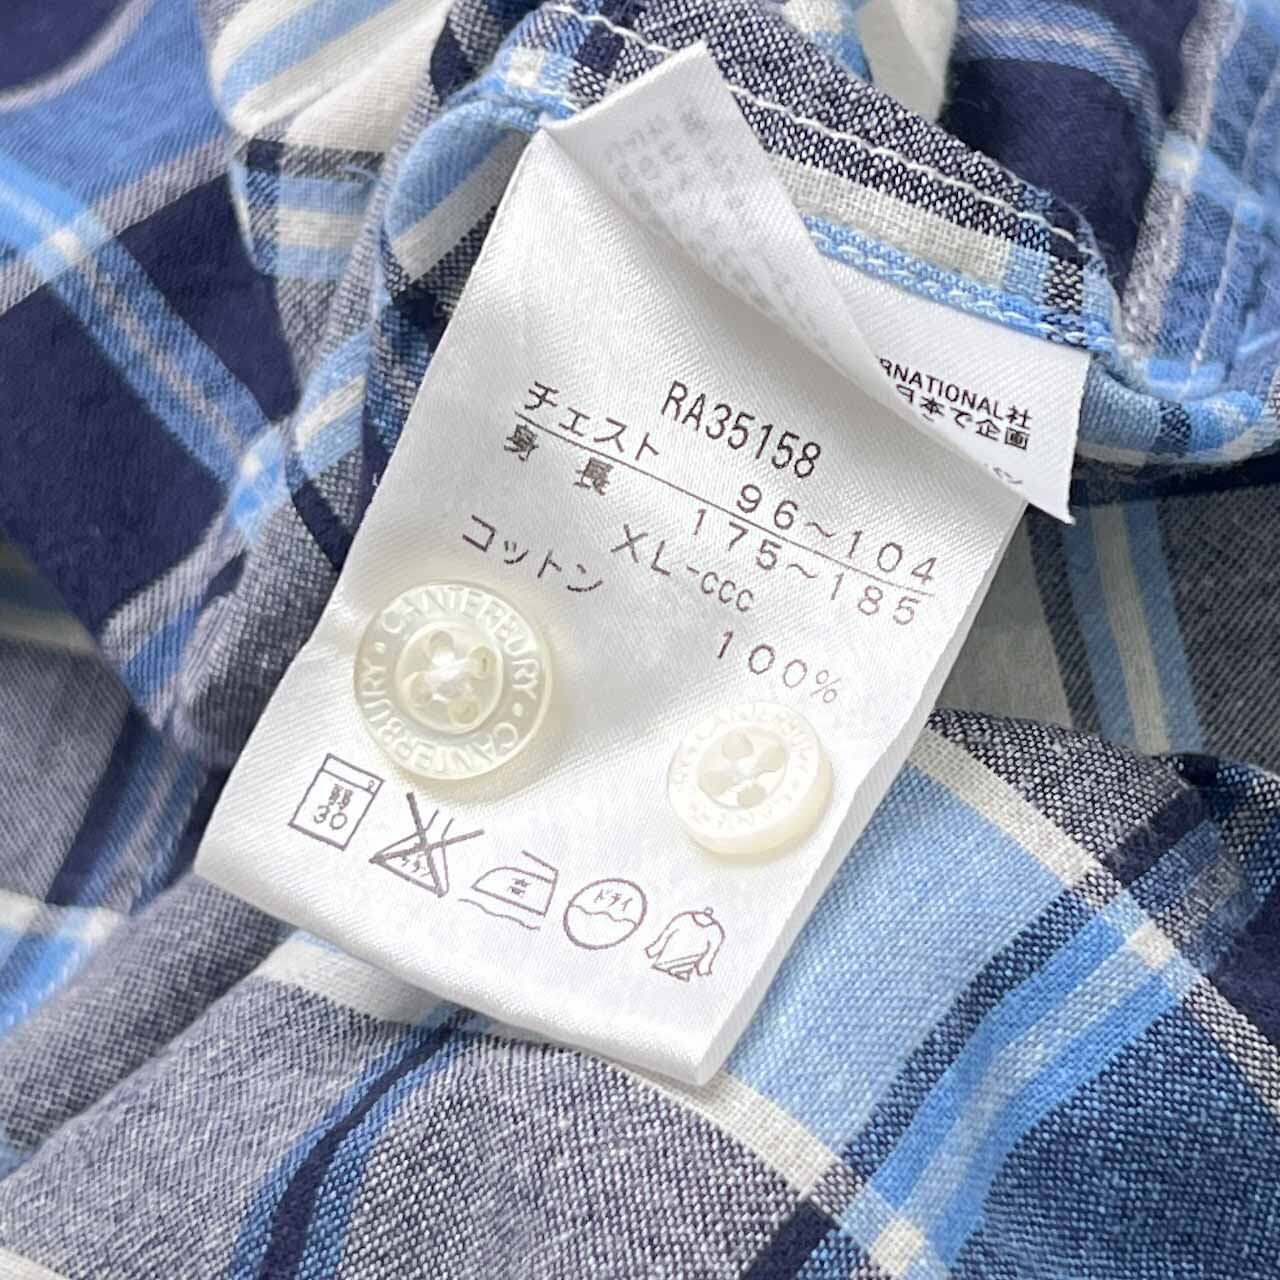 RA35158
チェスト 96～104
身長 175～185
XL-ccc
コットン 100%
CANTERBURY・CANTERBURY・
弱
30
高
ドライ
RNATIONAL社
日本で企画